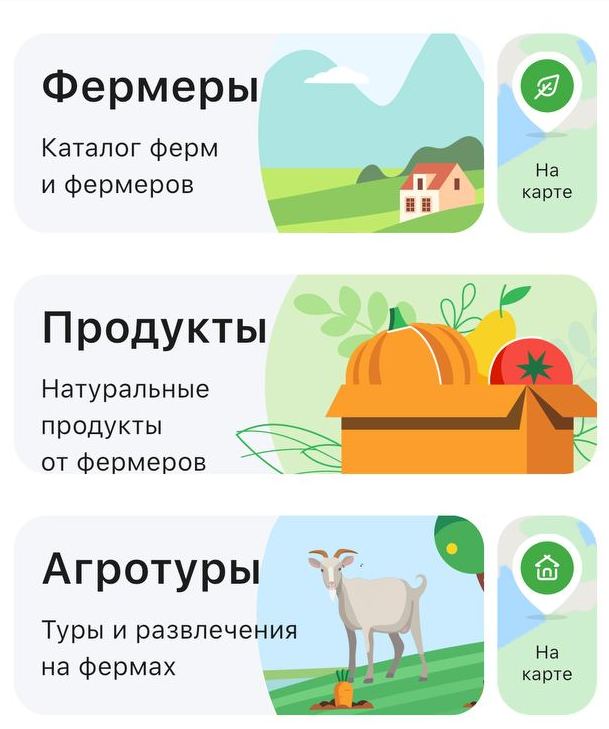 Фермеры
Каталог ферм
и фермеров
На
карте
Продукты
Натуральные
продукты
от фермеров
Агротуры
Туры и развлечения
на фермах
На
карте